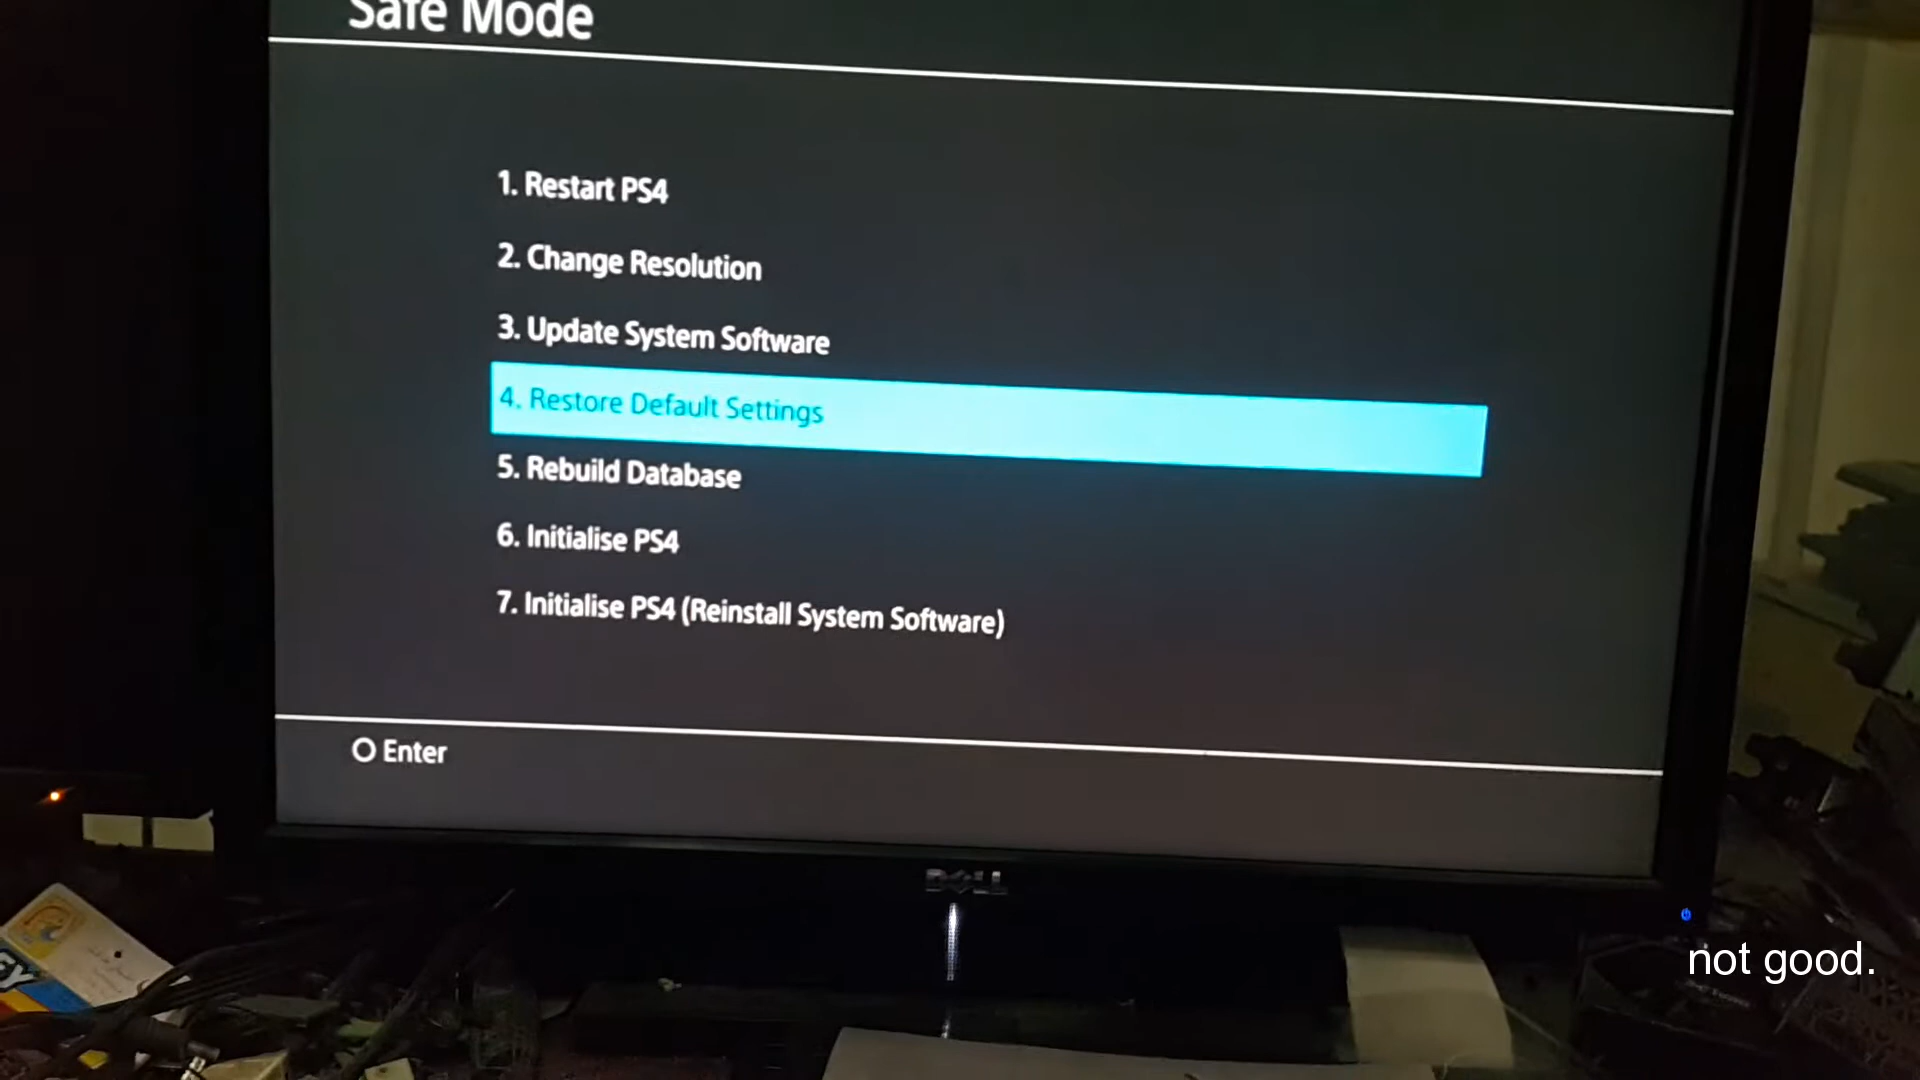 Safe Mode
1. Restart PS4
2. Change Resolution
3. Update System Software
4. Restore Default Settings
5. Rebuild Database
6. Initialise PS4
7. Initialise PS4 (Reinstall System Software)
O Enter
DELL
EY
not good.